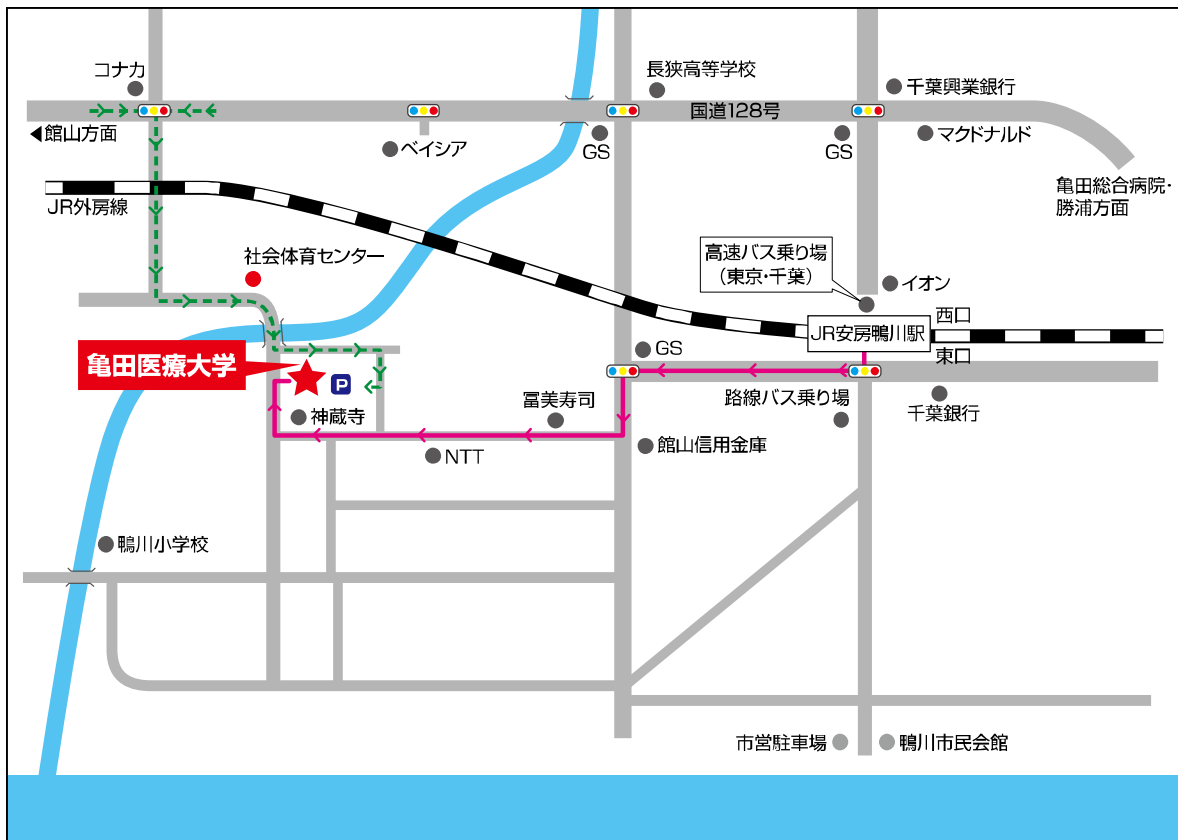 コナカ
長狭高等学校
千葉興業銀行
国道128号
◀館山方面
ベイシア
GS
GS
マクドナルド
亀田総合病院・
勝浦方面
JR外房線
社会体育センター
高速バス乗り場
(東京・千葉)
イオン
西口
JR安房鴨川駅
東口
GS
亀田医療大学
P
神蔵寺
冨美寿司
路線バス乗り場
千葉銀行
NTT
館山信用金庫
鴨川小学校
市営駐車場
鴨川市民会館